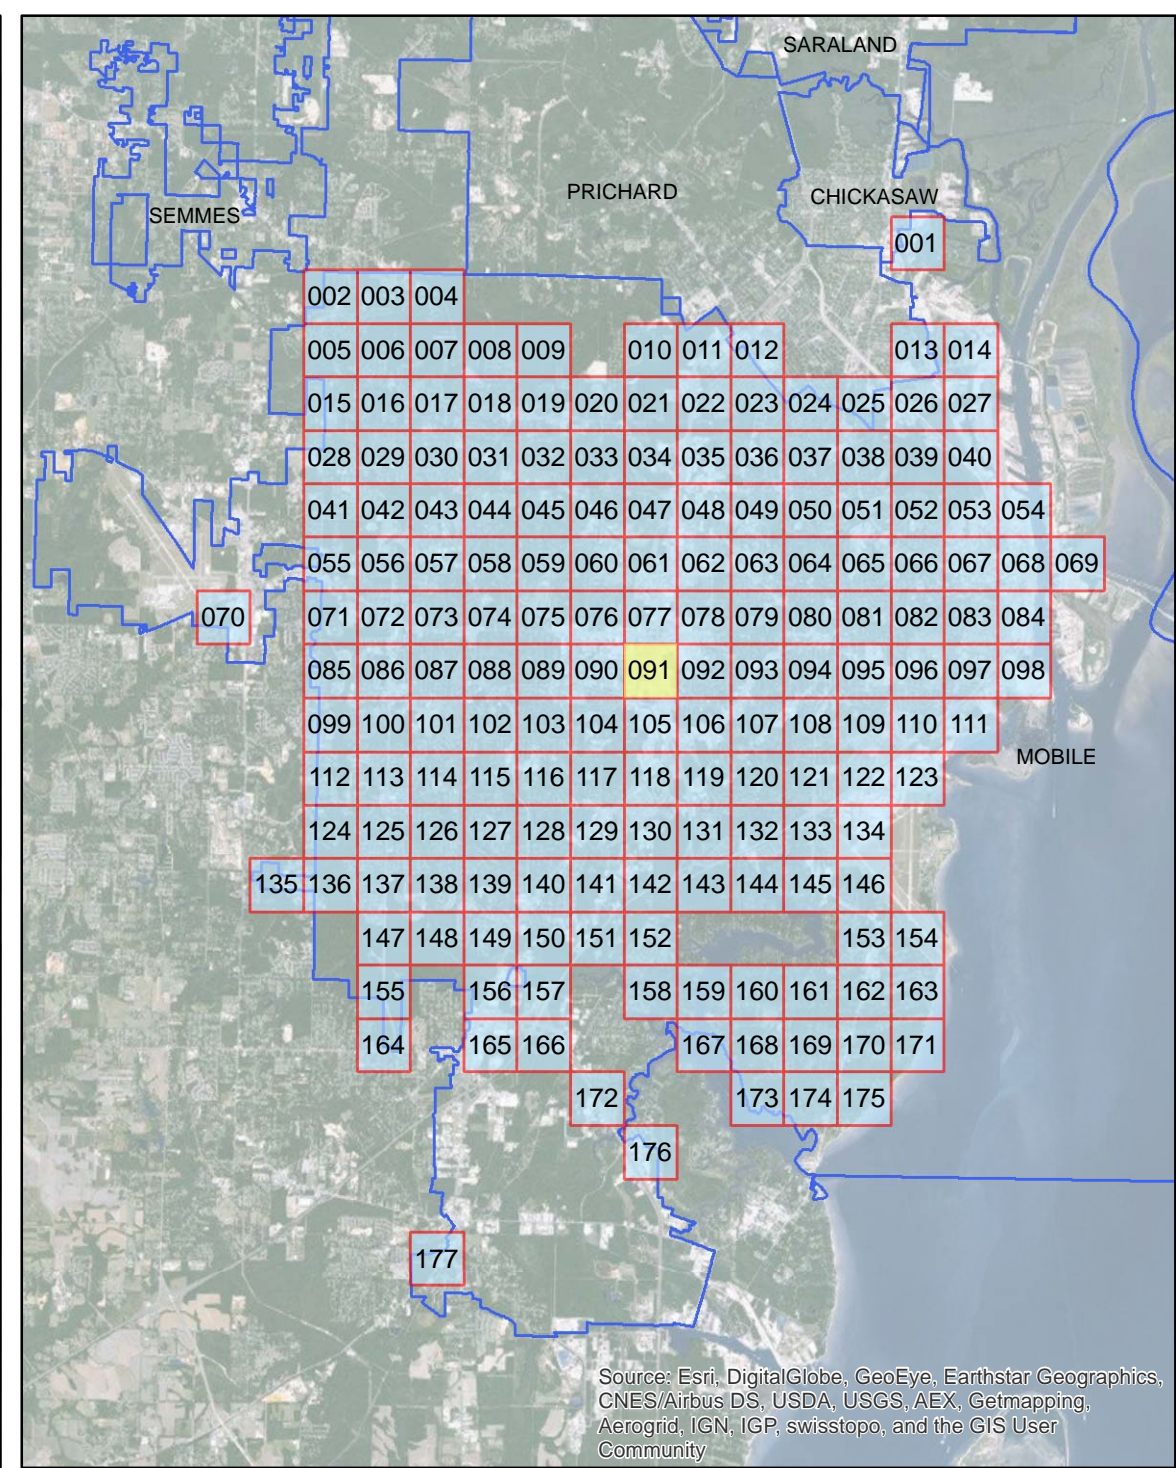 SARALAND
PRICHARD
CHICKASAW
SEMMES
001
002 003 004
005 006 007 008 009 010 011 012 013 014
015 016 017 018 019 020 021 022 023 024 025 026 027
028 029 030 031 032 033 034 035 036 037 038 039 040
041 042 043 044 045 046 047 048 049 050 051 052 053 054
055 056 057 058 059 060 061 062 063 064 065 066 067 068 069
070 071 072 073 074 075 076 077 078 079 080 081 082 083 084
085 086 087 088 089 090 091 092 093 094 095 096 097 098
099 100 101 102 103 104 105 106 107 108 109 110 111
MOBILE
112 113 114 115 116 117 118 119 120 121 122 123
124 125 126 127 128 129 130 131 132 133 134
135 136 137 138 139 140 141 142 143 144 145 146
147 148 149 150 151 152 153 154
155 156 157 158 159 160 161 162 163
164 165 166 167 168 169 170 171
172 173 174 175
176
177
Source: Esri, DigitalGlobe, GeoEye, Earthstar Geographics,
CNES/Airbus DS, USDA, USGS, AEX, Getmapping,
Aerogrid, IGN, IGP, swisstopo, and the GIS User
Community